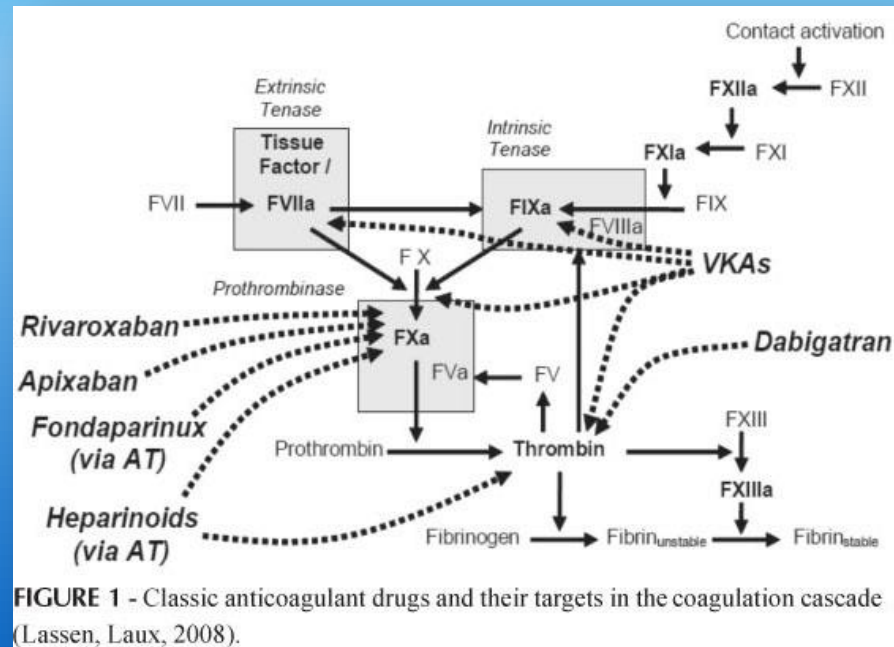 Contact activation
FXIIa FXII
Extrinsic
Tenase
Tissue
Factor /
FVIIa
FVII
Intrinsic
Tenase
FXIa FXI
FIXa
FVIIIa
FIX
VKAs
F X
Prothrombinase
FXa
FVa
FV
Rivaroxaban
Apixaban
Fondaparinux
(via AT)
Heparinoids
(via AT)
Dabigatran
Prothrombin
Thrombin
FXIII
FXIIIa
Fibrinogen
Fibrinunstable
Fibrinstable
FIGURE 1 - Classic anticoagulant drugs and their targets in the coagulation cascade
(Lassen, Laux, 2008).